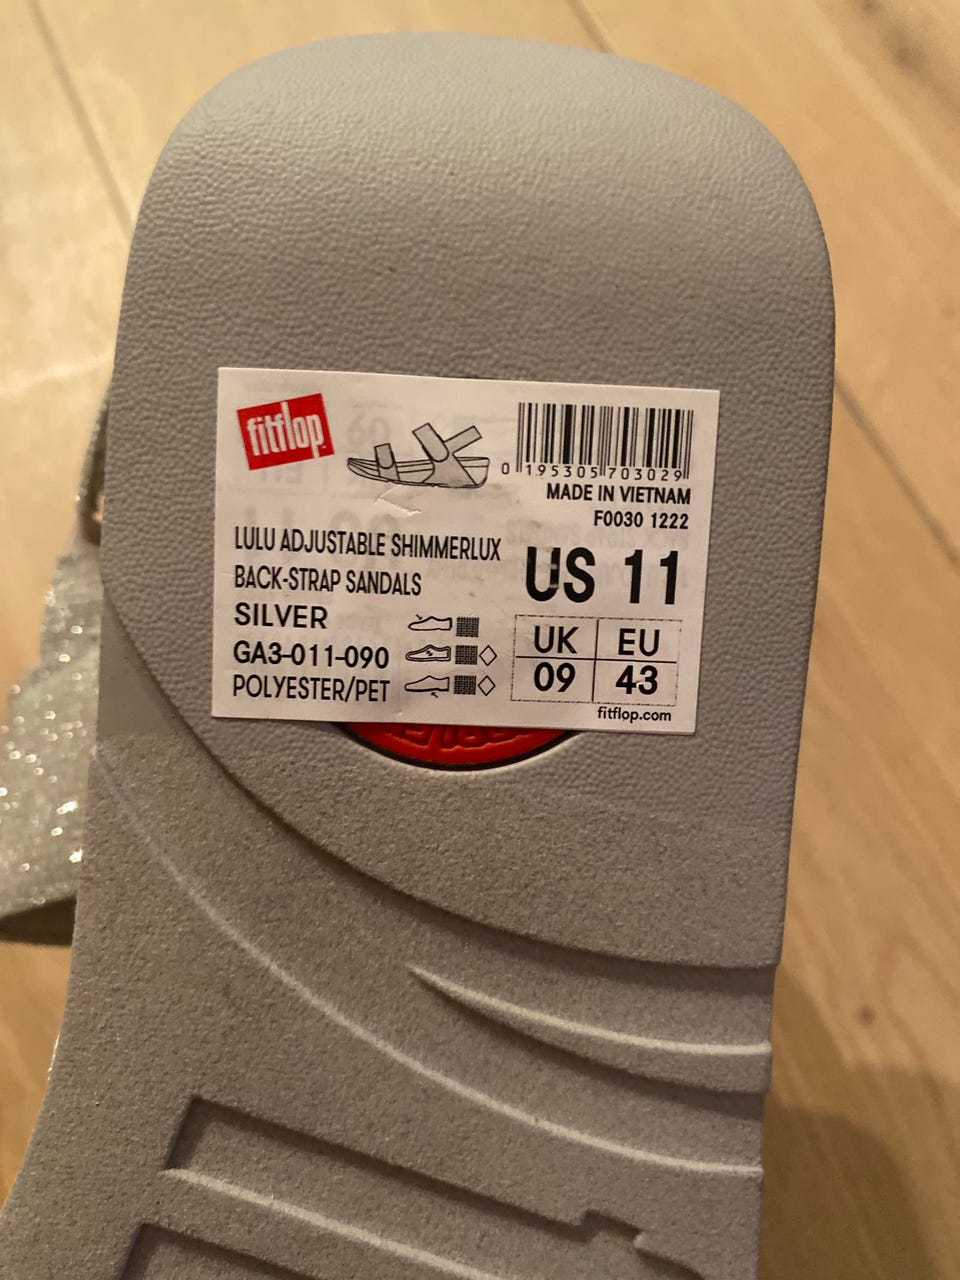 fitflop
0 195305 703029
MADE IN VIETNAM
F0030 1222
LULU ADJUSTABLE SHIMMERLUX
BACK-STRAP SANDALS
SILVER
GA3-011-090
POLYESTER/PET
US 11
UK EU
09 43
fitflop.com